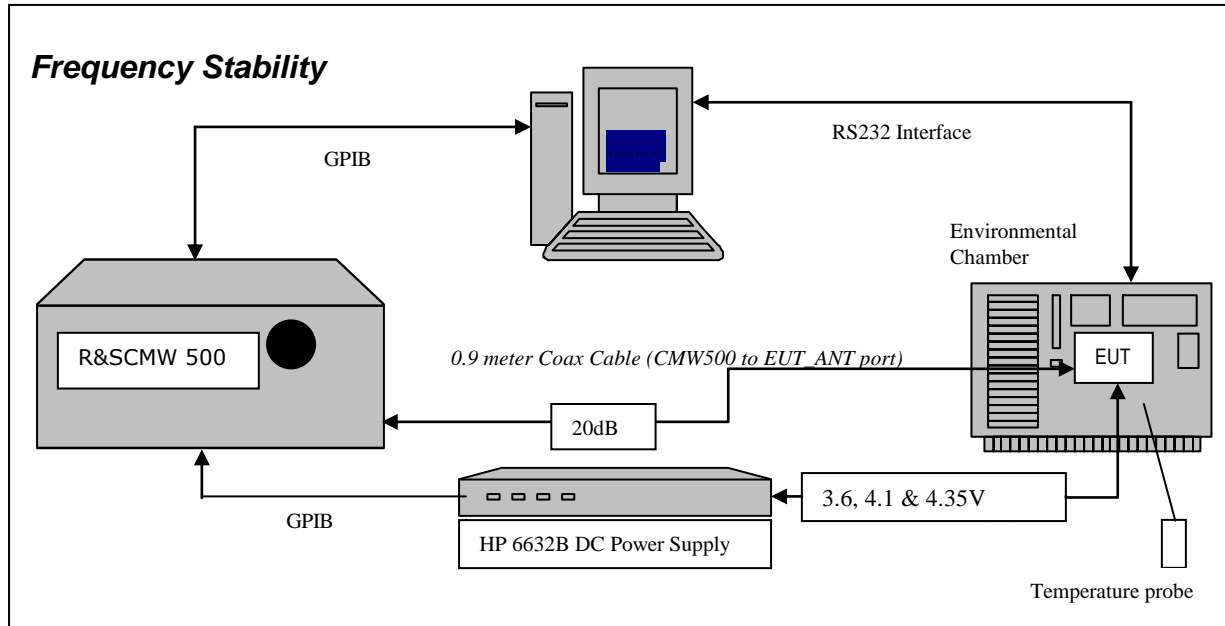 Frequency Stability
GPIB
RS232 Interface
Environmental
Chamber
R&SCMW 500
0.9 meter Coax Cable (CMW500 to EUT_ANT port)
EUT
20dB
3.6, 4.1 & 4.35V
GPIB
HP 6632B DC Power Supply
Temperature probe